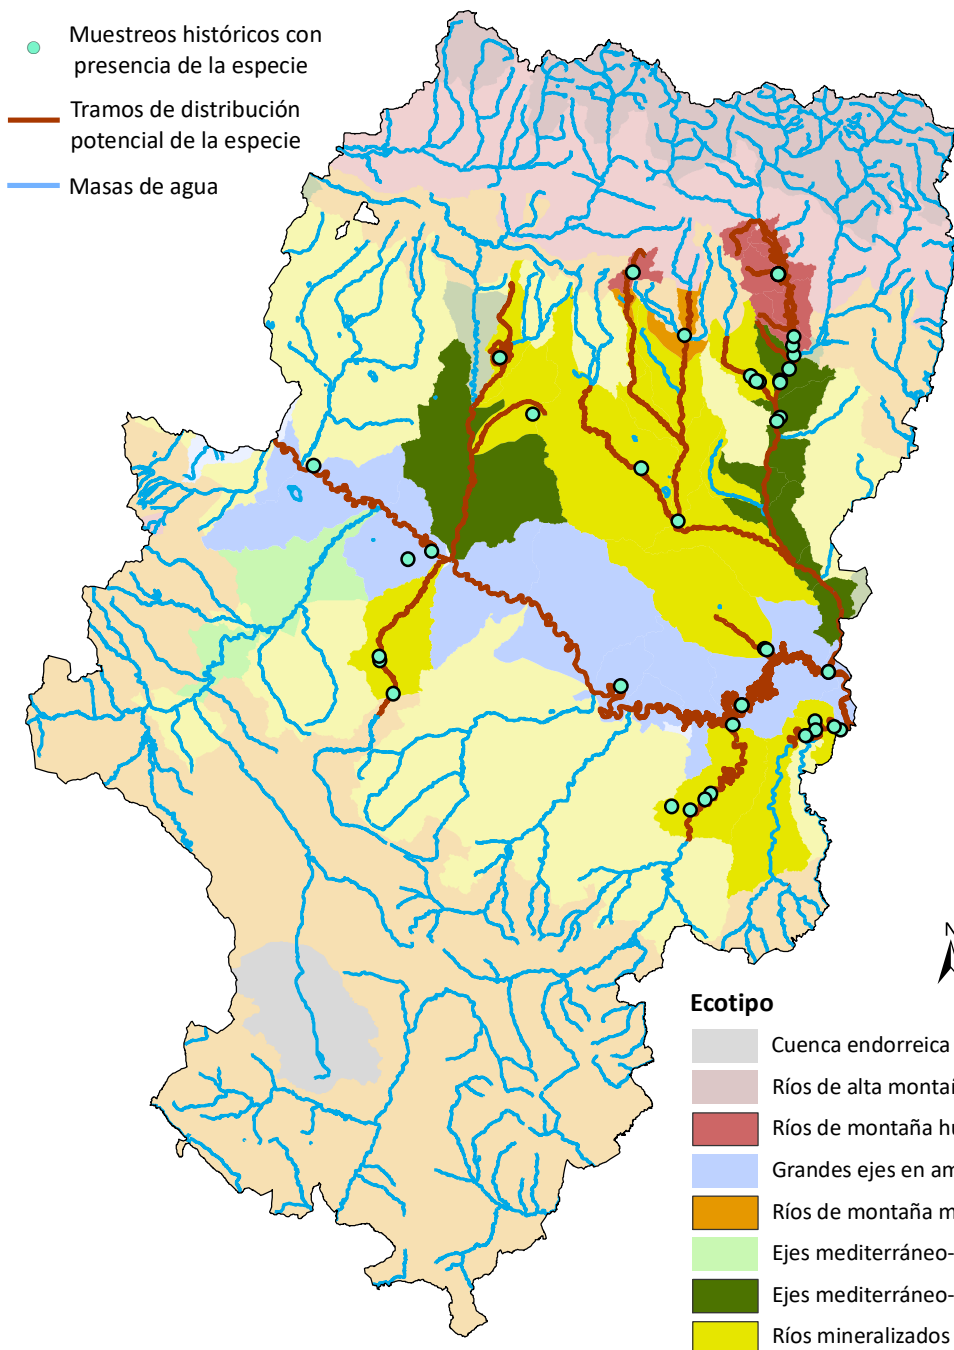 Muestreos históricos con
presencia de la especie
Tramos de distribución
potencial de la especie
Masas de agua
N
Ecotipo
Cuenca endorreica
Ríos de alta montañ
Ríos de montaña hú
Grandes ejes en am
Ríos de montaña m
Ejes mediterráneo-
Ejes mediterráneo-
Ríos mineralizados